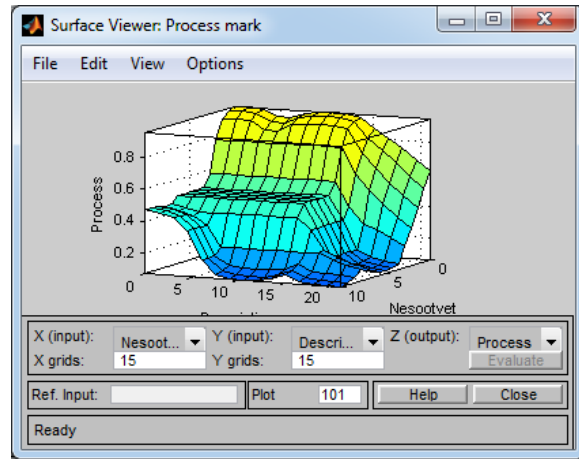 Surface Viewer: Process mark
File Edit View Options
0.8
0.6
0.4
0.2
Process
0 5 10 15 20
10 5 0
Nesootvet
X (input): Nesoot... Y (input): Descri... Z (output): Process
X grids: 15 Y grids: 15 Evaluate
Ref. Input: Plot 101 Help Close
Ready